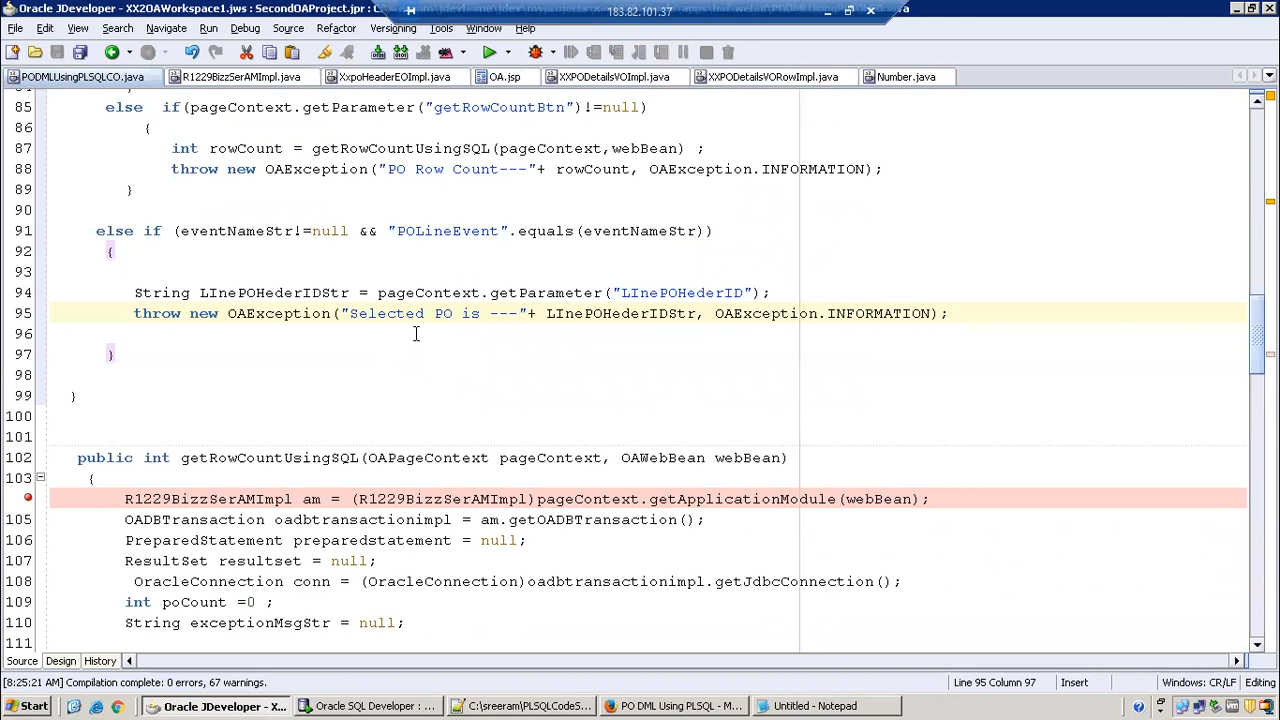 Oracle JDeveloper - XX2OAWorkspace1.jws : SecondOAProject.jpr :
183.82.101.37
File Edit View Search Navigate Run Debug Source Refactor Versioning Tools Window Help
PODMLUsingPLSQLCO.java R1229BizzSerAMImpl.java XxpoHeaderEOImpl.java OA.jsp XXPODetailsVOImpl.java XXPODetailsVORowImpl.java Number.java
85 else if(pageContext.getParameter("getRowCountBtn")!=null)
86 {
87 int rowCount = getRowCountUsingSQL(pageContext,webBean) ;
88 throw new OAException("PO Row Count---"+ rowCount, OAException.INFORMATION);
89 }
90
91 else if (eventNameStr!=null && "POLineEvent".equals(eventNameStr))
92 {
93
94 String LInePOHederIDStr = pageContext.getParameter("LInePOHederID");
95 throw new OAException("Selected PO is ---"+ LInePOHederIDStr, OAException.INFORMATION);
96
97 }
98
99 }
100
101
102 public int getRowCountUsingSQL(OAPageContext pageContext, OAWebBean webBean)
103 {
R1229BizzSerAMImpl am = (R1229BizzSerAMImpl)pageContext.getApplicationModule(webBean);
105 OADBTransaction oadbtransactionimpl = am.getOADBTransaction();
106 PreparedStatement preparedstatement = null;
107 ResultSet resultset = null;
108 OracleConnection conn = (OracleConnection)oadbtransactionimpl.getJdbcConnection();
109 int poCount =0 ;
110 String exceptionMsgStr = null;
111
Source Design History
[8:25:21 AM] Compilation complete: 0 errors, 67 warnings. Line 95 Column 97 Insert Windows: CR/LF Editing
Start Oracle JDeveloper - X... Oracle SQL Developer : ... C:\sreeram\PLSQLCodeS... PO DML Using PLSQL - M... Untitled - Notepad